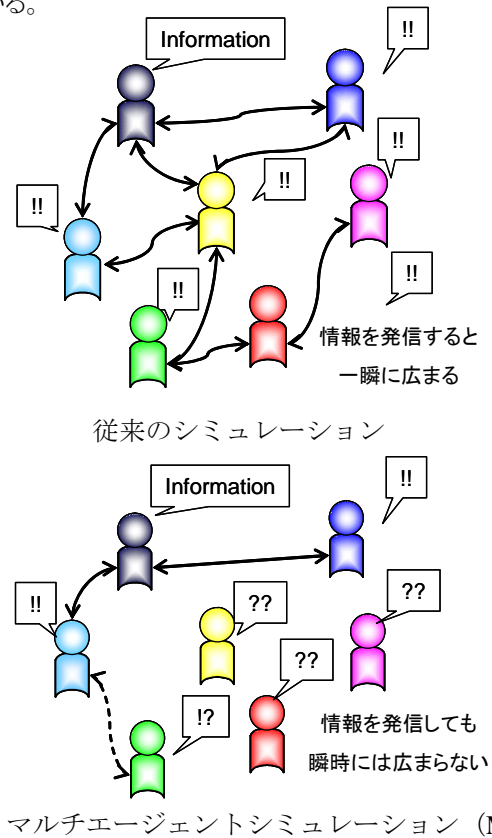 いる。
Information
!!
!!
!!
!!
!!
!!
情報を発信すると
一瞬に広まる
従来のシミュレーション
Information
!!
!!
??
??
??
!?
情報を発信しても
瞬時には広まらない
マルチエージェントシミュレーション（M